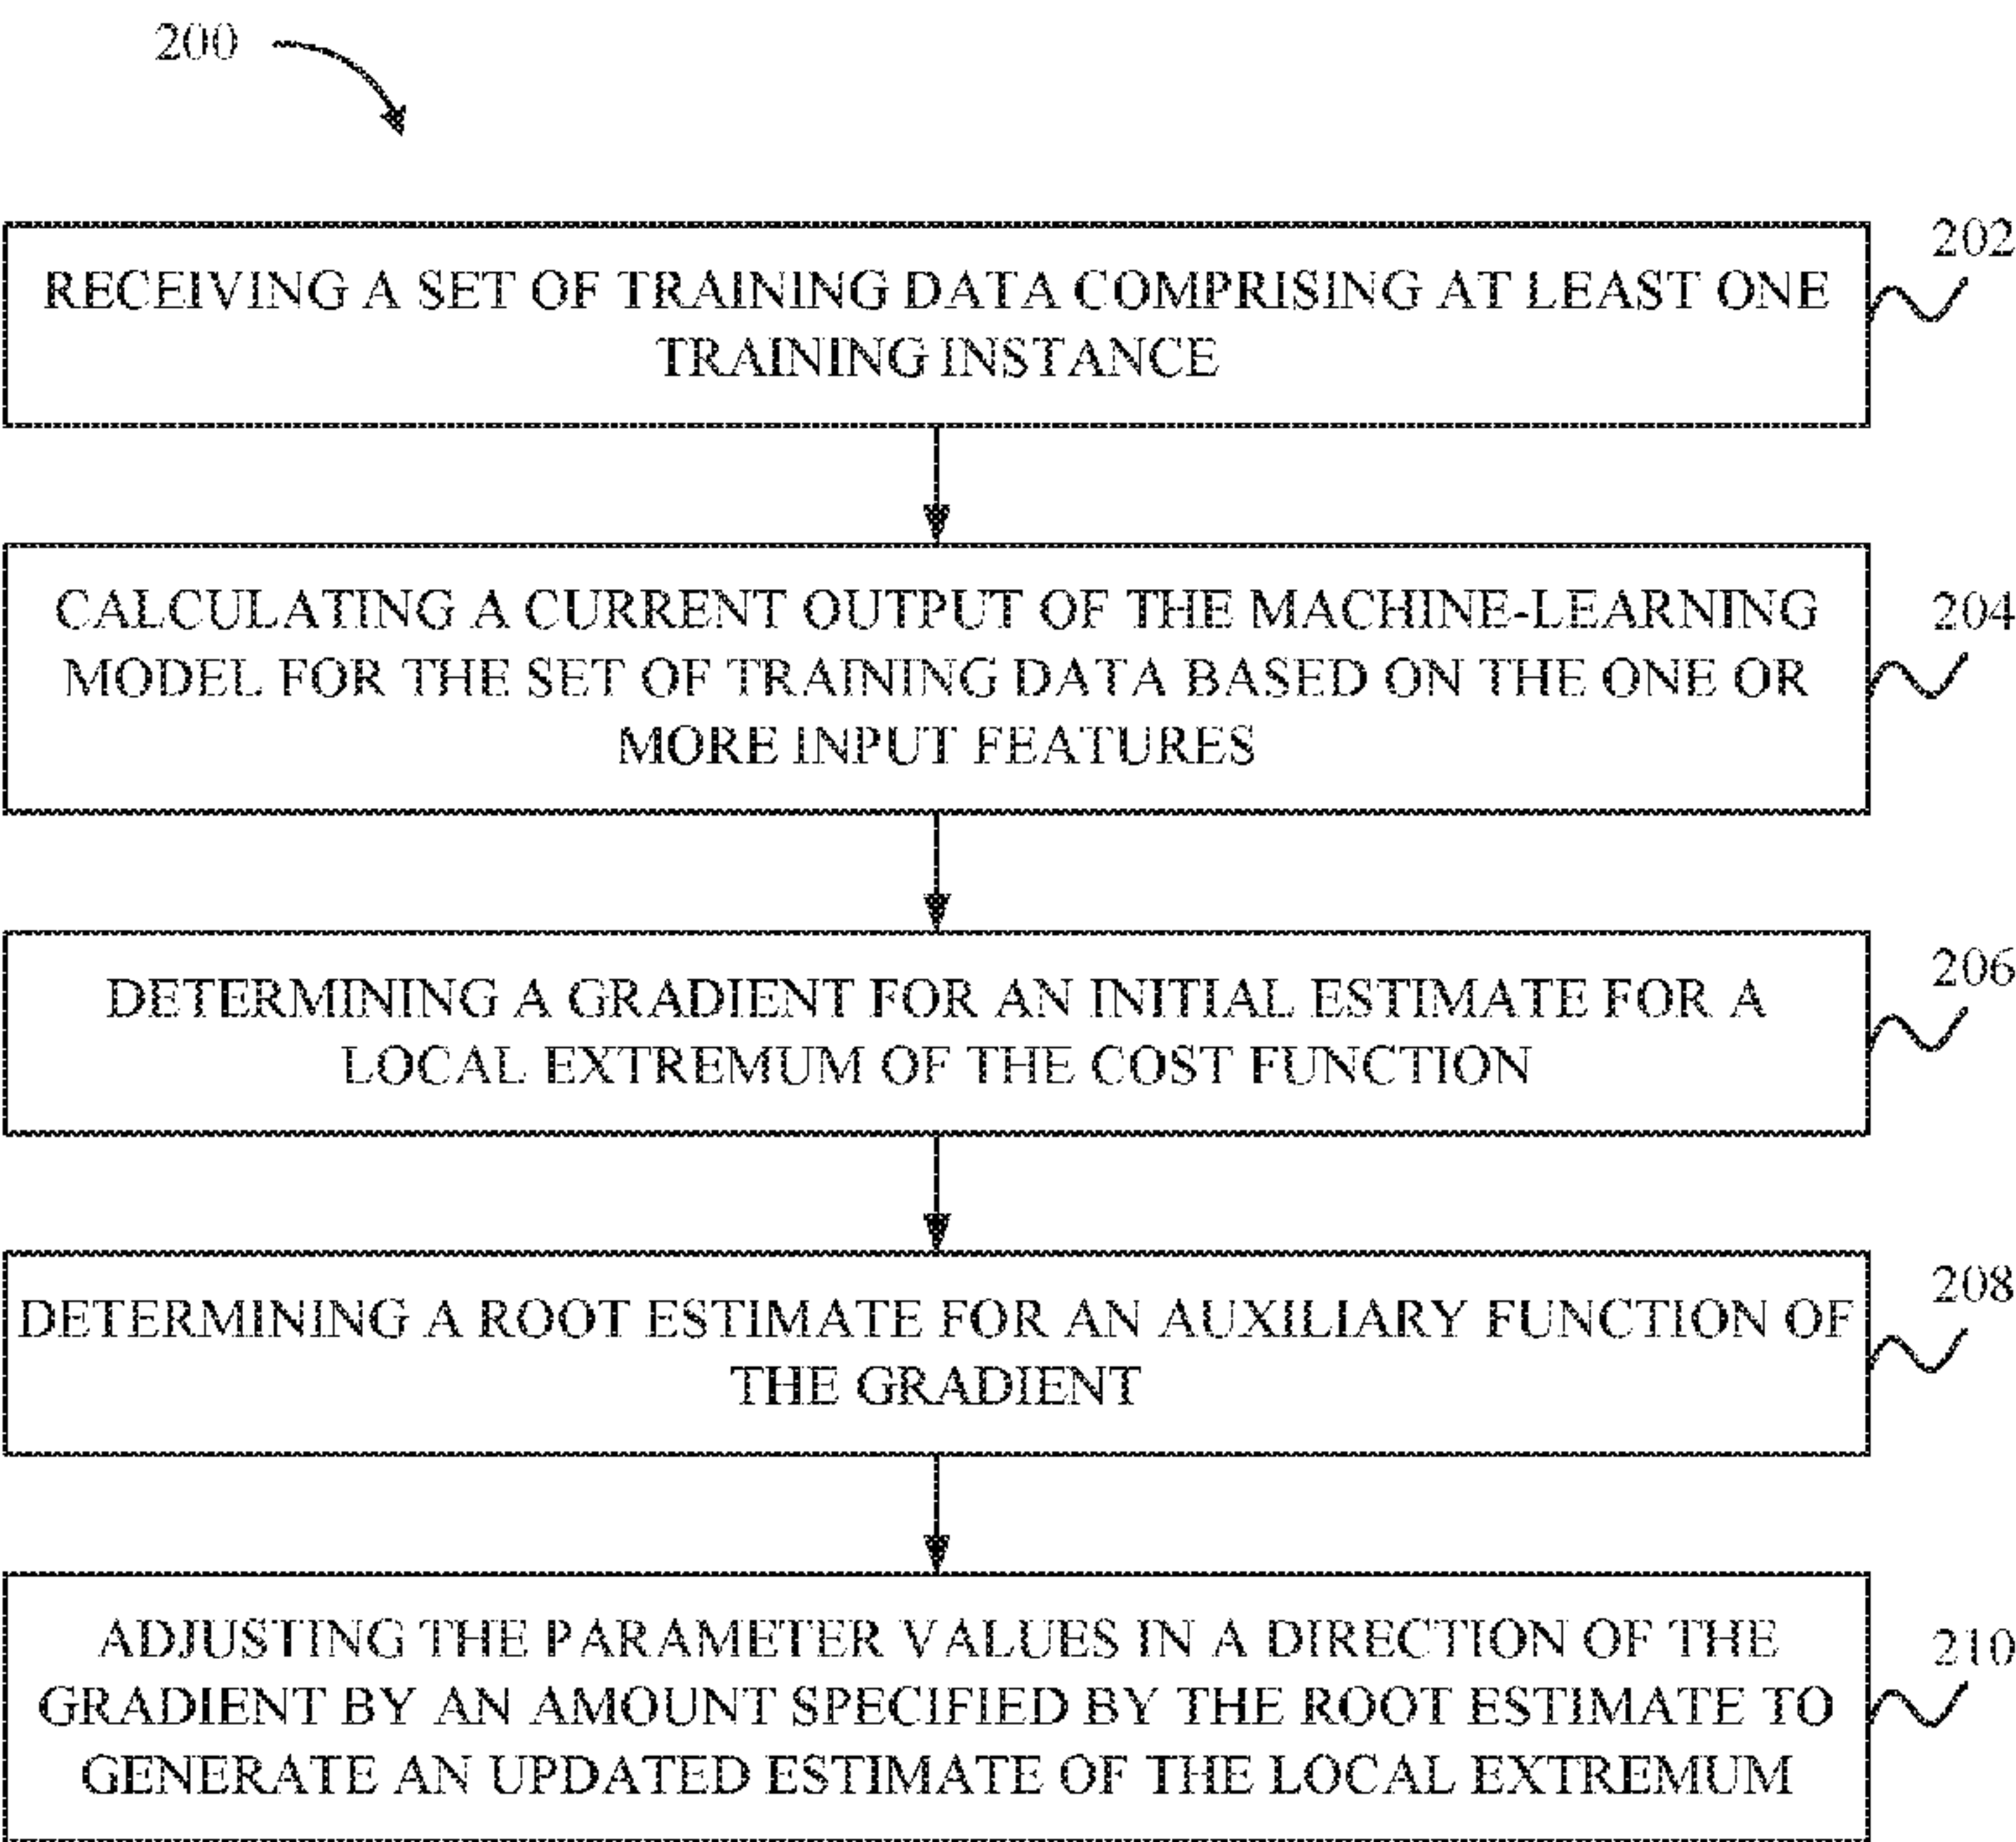 200
202
RECEIVING A SET OF TRAINING DATA COMPRISING AT LEAST ONE
TRAINING INSTANCE
204
CALCULATING A CURRENT OUTPUT OF THE MACHINE-LEARNING
MODEL FOR THE SET OF TRAINING DATA BASED ON THE ONE OR
MORE INPUT FEATURES
206
DETERMINING A GRADIENT FOR AN INITIAL ESTIMATE FOR A
LOCAL EXTREMUM OF THE COST FUNCTION
208
DETERMINING A ROOT ESTIMATE FOR AN AUXILIARY FUNCTION OF
THE GRADIENT
210
ADJUSTING THE PARAMETER VALUES IN A DIRECTION OF THE
GRADIENT BY AN AMOUNT SPECIFIED BY THE ROOT ESTIMATE TO
GENERATE AN UPDATED ESTIMATE OF THE LOCAL EXTREMUM